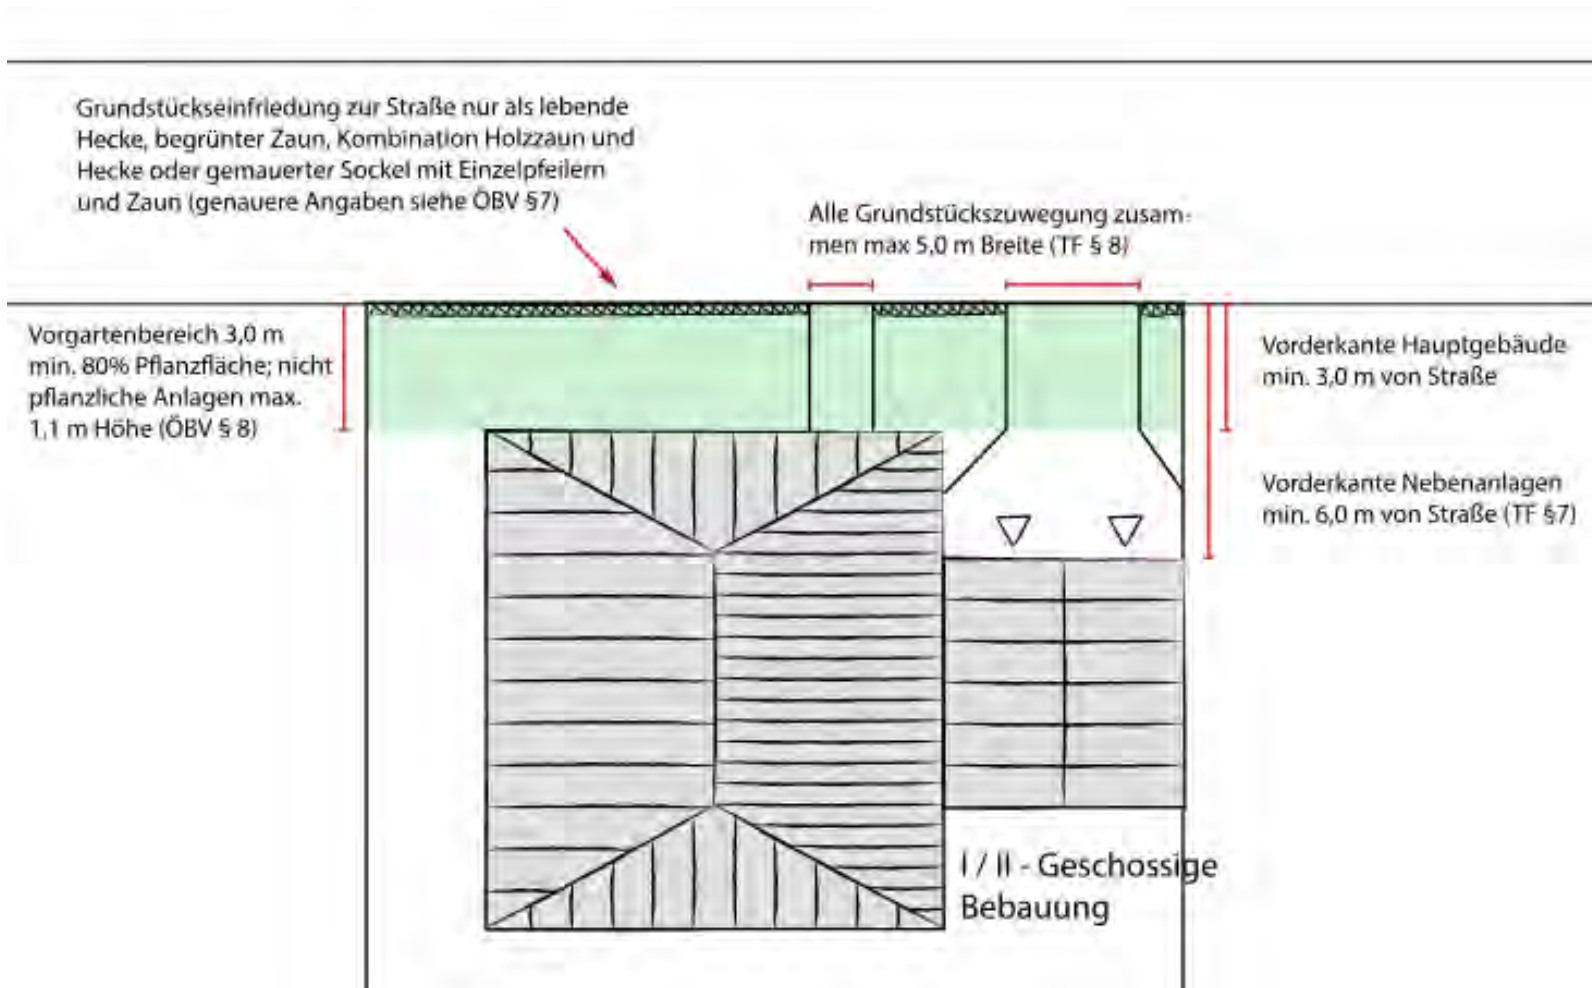 Grundstückseinfriedung zur Straße nur als lebende
Hecke, begrünter Zaun, Kombination Holzzaun und
Hecke oder gemauerter Sockel mit Einzelpfeilern
und Zaun (genauere Angaben siehe ÖBV §7)
Alle Grundstückszuwegung zusam-
men max 5,0 m Breite (TF § 8)
Vorgartenbereich 3,0 m
min. 80% Pflanzfläche; nicht
pflanzliche Anlagen max.
1,1 m Höhe (ÖBV § 8)
Vorderkante Hauptgebäude
min. 3,0 m von Straße
Vorderkante Nebenanlagen
min. 6,0 m von Straße (TF §7)
I / II - Geschossige
Bebauung